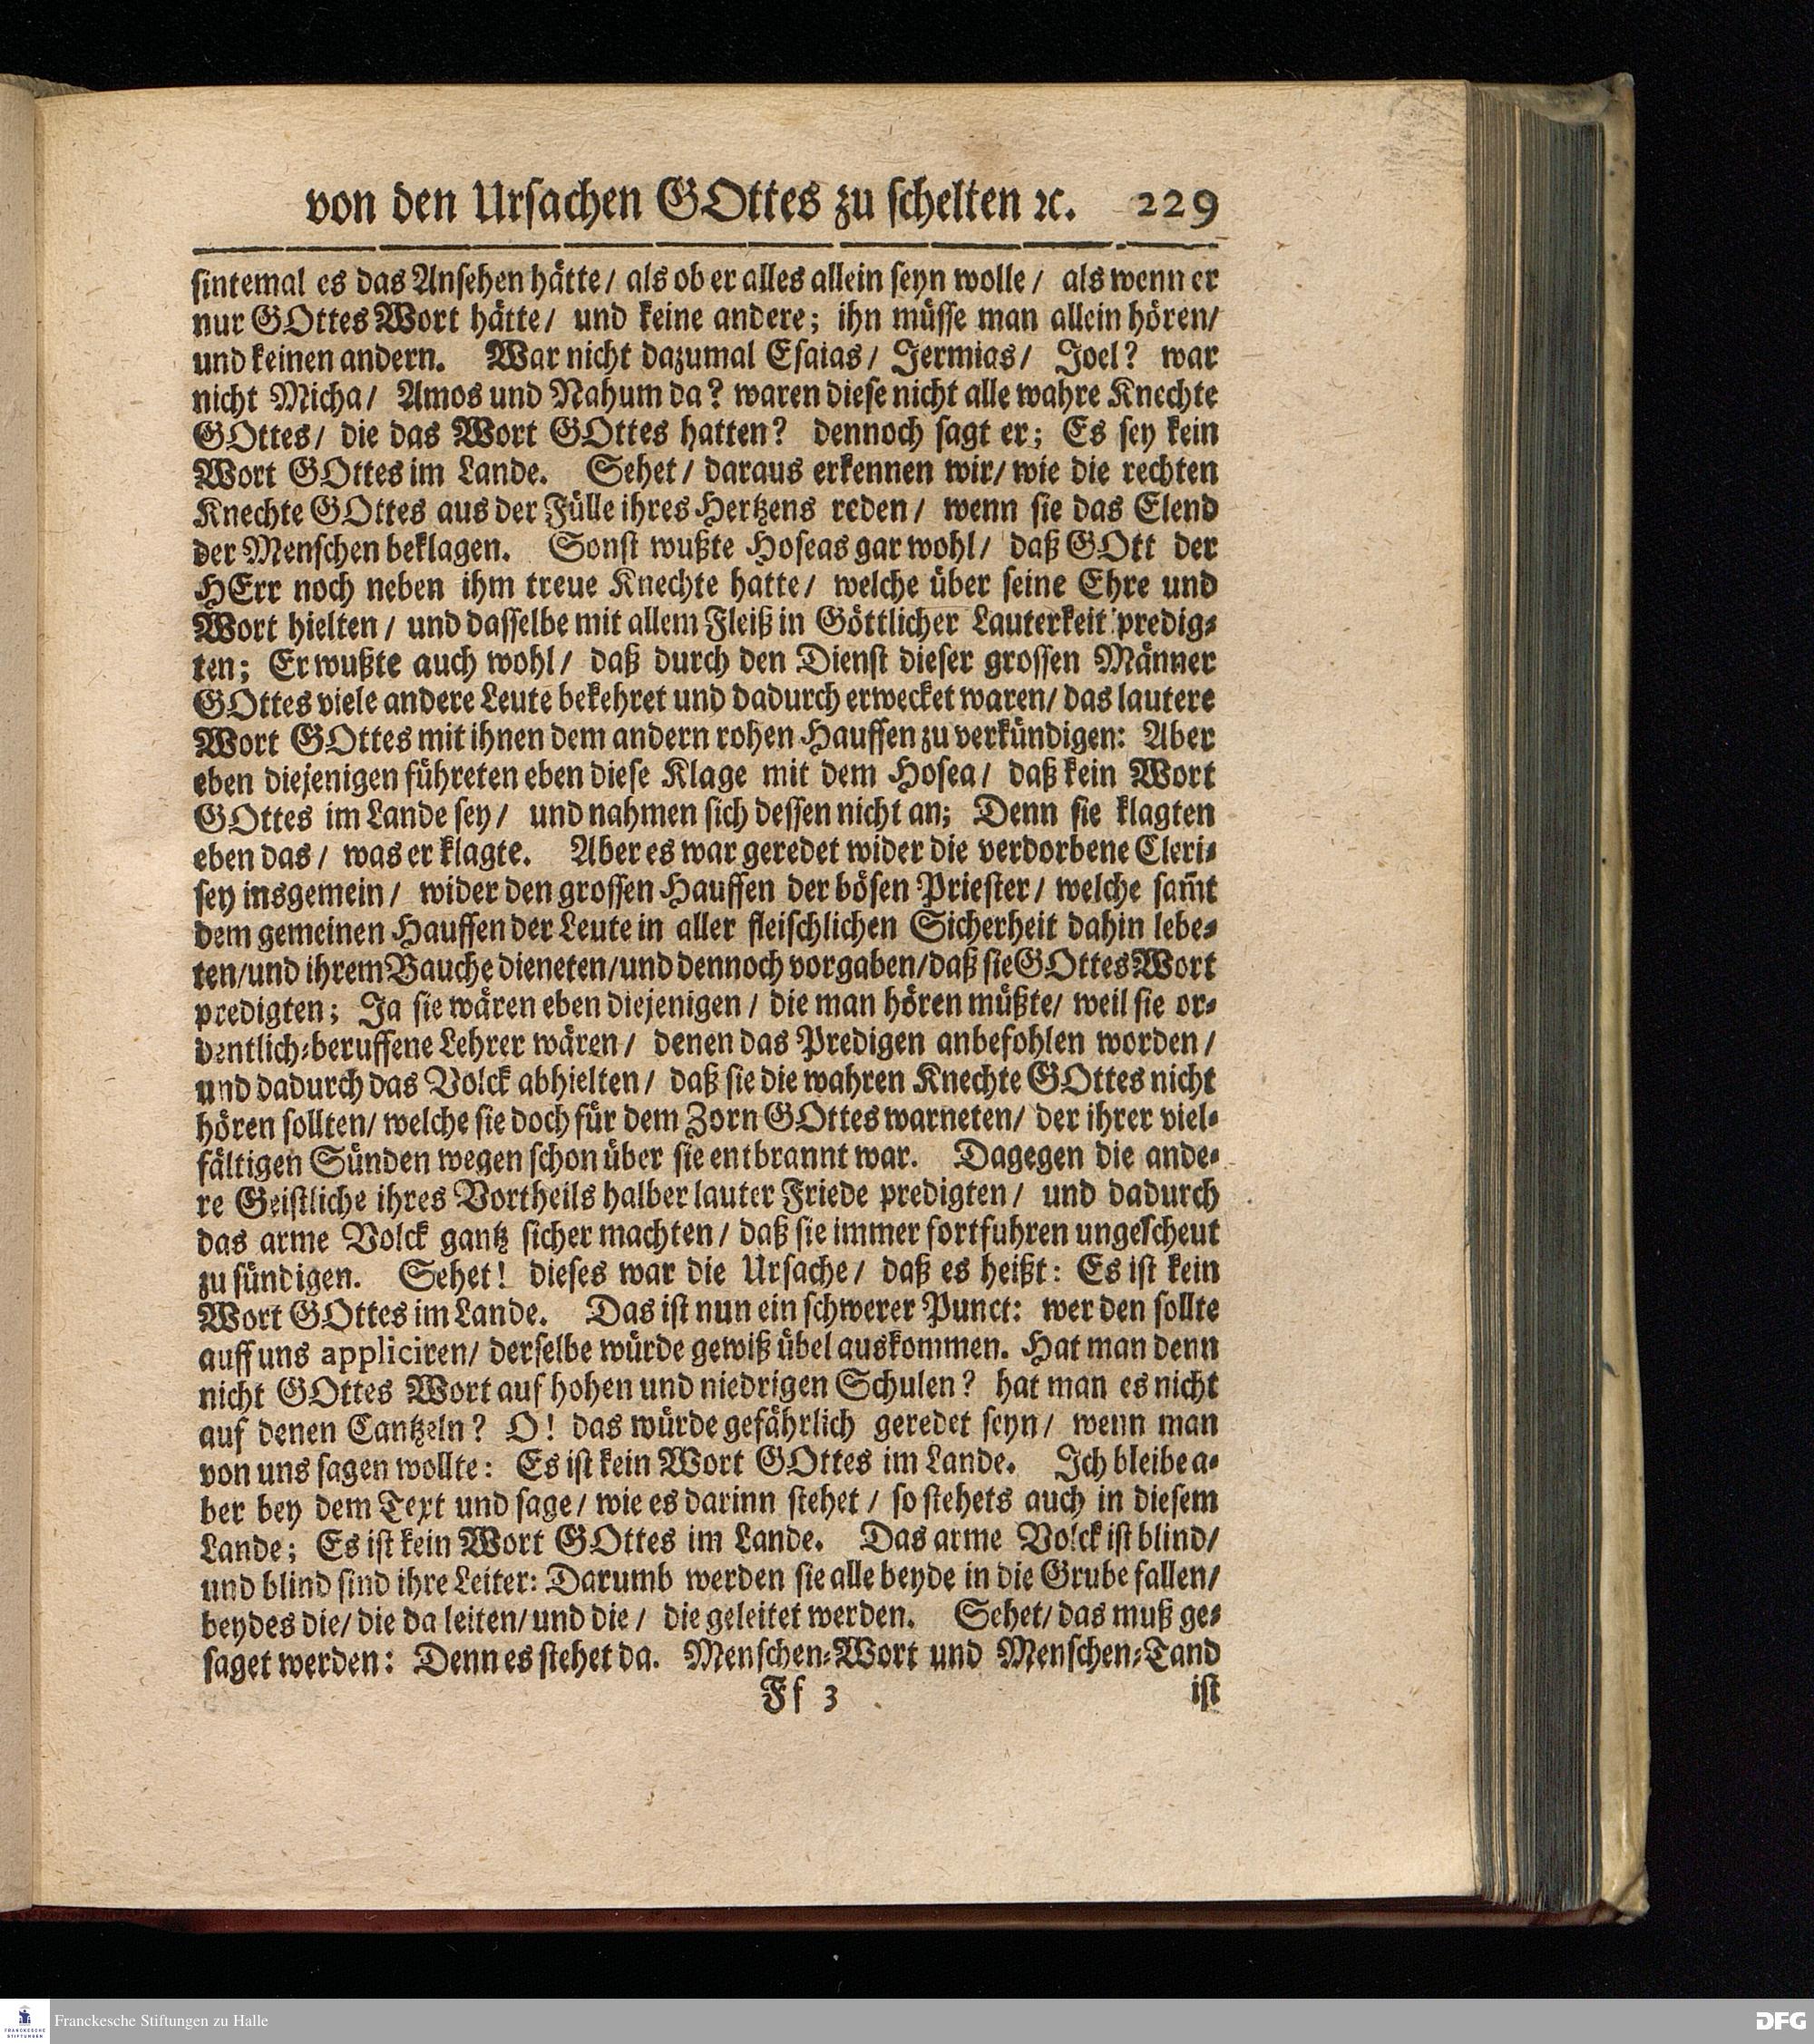 von den Ursachen GOttes zu schelten ꝛc. 229
sintemal es das Ansehen hätte/ als ob er alles allein seyn wolle/ als wenn er
nur GOttes Wort hätte/ und keine andere; ihn müsse man allein hören/
und keinen andern. War nicht dazumal Esaias/ Jermias/ Joel? war
nicht Micha/ Amos und Nahum da? waren diese nicht alle wahre Knechte
GOttes/ die das Wort GOttes hatten? dennoch sagt er; Es sey kein
Wort GOttes im Lande. Sehet/ daraus erkennen wir/ wie die rechten
Knechte GOttes aus der Fülle ihres Hertzens reden/ wenn sie das Elend
der Menschen beklagen. Sonst wußte Hoseas gar wohl/ daß GOtt der
HErr noch neben ihm treue Knechte hatte/ welche über seine Ehre und
Wort hielten/ und dasselbe mit allem Fleiß in Göttlicher Lauterkeit predig⸗
ten; Er wußte auch wohl/ daß durch den Dienst dieser grossen Männer
GOttes viele andere Leute bekehret und dadurch erwecket waren/ das lautere
Wort GOttes mit ihnen dem andern rohen Hauffen zu verkündigen: Aber
eben diejenigen führeten eben diese Klage mit dem Hosea/ daß kein Wort
GOttes im Lande sey/ und nahmen sich dessen nicht an; Denn sie klagten
eben das/ was er klagte. Aber es war geredet wider die verdorbene Cleri⸗
sey insgemein/ wider den grossen Hauffen der bösen Priester/ welche sam̃t
dem gemeinen Hauffen der Leute in aller fleischlichen Sicherheit dahin lebe⸗
ten/und ihrem Bauche dieneten/und dennoch vorgaben/daß sie GOttes Wort
predigten; Ja sie wären eben diejenigen/ die man hören müßte/ weil sie or⸗
dentlich⸗beruffene Lehrer wären/ denen das Predigen anbefohlen worden/
und dadurch das Volck abhielten/ daß sie die wahren Knechte GOttes nicht
hören sollten/ welche sie doch für dem Zorn GOttes warneten/ der ihrer viel⸗
fältigen Sünden wegen schon über sie entbrannt war. Dagegen die ande⸗
re Geistliche ihres Vortheils halber lauter Friede predigten/ und dadurch
das arme Volck gantz sicher machten/ daß sie immer fortfuhren ungescheut
zu sündigen. Sehet! dieses war die Ursache/ daß es heißt: Es ist kein
Wort GOttes im Lande. Das ist nun ein schwerer Punct: wer den sollte
auff uns appliciren/ derselbe würde gewiß übel auskommen. Hat man denn
nicht GOttes Wort auf hohen und niedrigen Schulen? hat man es nicht
auf denen Cantzeln? O! das würde gefährlich geredet seyn/ wenn man
von uns sagen wollte: Es ist kein Wort GOttes im Lande. Ich bleibe a⸗
ber bey dem Text und sage/ wie es darinn stehet/ so stehets auch in diesem
Lande; Es ist kein Wort GOttes im Lande. Das arme Volck ist blind/
und blind sind ihre Leiter: Darumb werden sie alle beyde in die Grube fallen/
beydes die/ die da leiten/ und die/ die geleitet werden. Sehet/ das muß ge⸗
saget werden: Denn es stehet da. Menschen⸗Wort und Menschen⸗Tand
Ff 3 ist
FRANCKESCHE STIFTUNGEN
Franckesche Stiftungen zu Halle
DFG